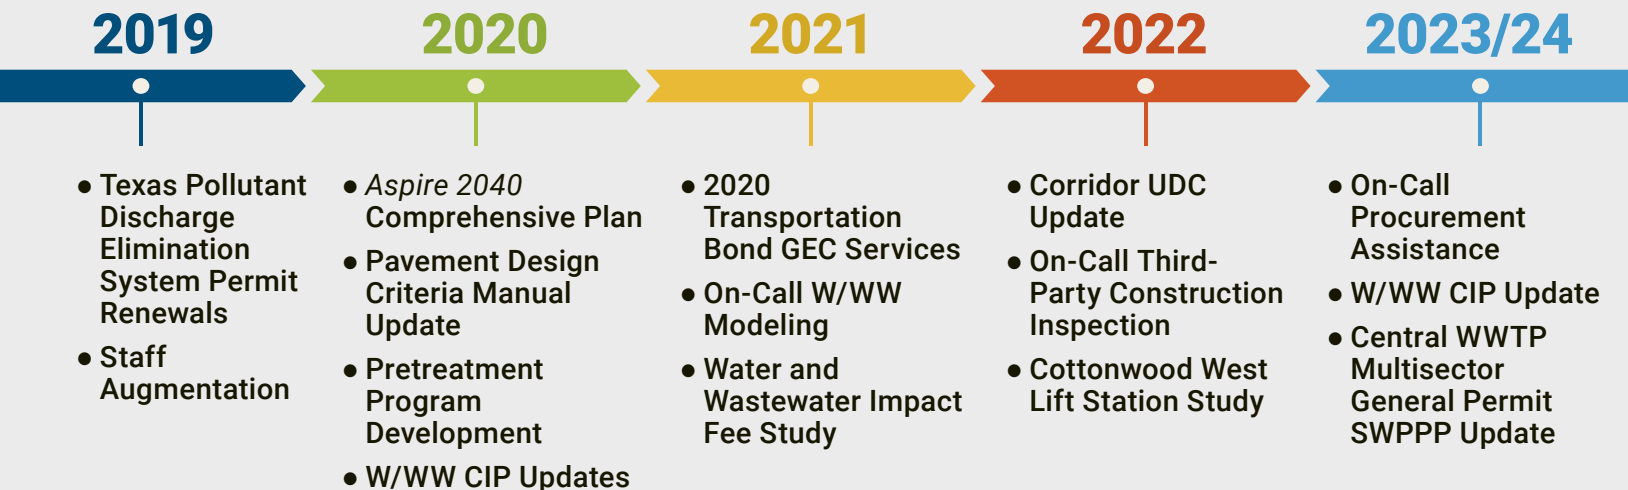 2019
2020
2021
2022
2023/24
• Texas Pollutant
Discharge
Elimination
System Permit
Renewals
• Staff
Augmentation
• Aspire 2040
Comprehensive Plan
• Pavement Design
Criteria Manual
Update
• Pretreatment
Program
Development
• W/WW CIP Updates
• 2020
Transportation
Bond GEC Services
• On-Call W/WW
Modeling
• Water and
Wastewater Impact
Fee Study
• Corridor UDC
Update
• On-Call Third-
Party Construction
Inspection
• Cottonwood West
Lift Station Study
• On-Call
Procurement
Assistance
• W/WW CIP Update
• Central WWTP
Multisector
General Permit
SWPPP Update